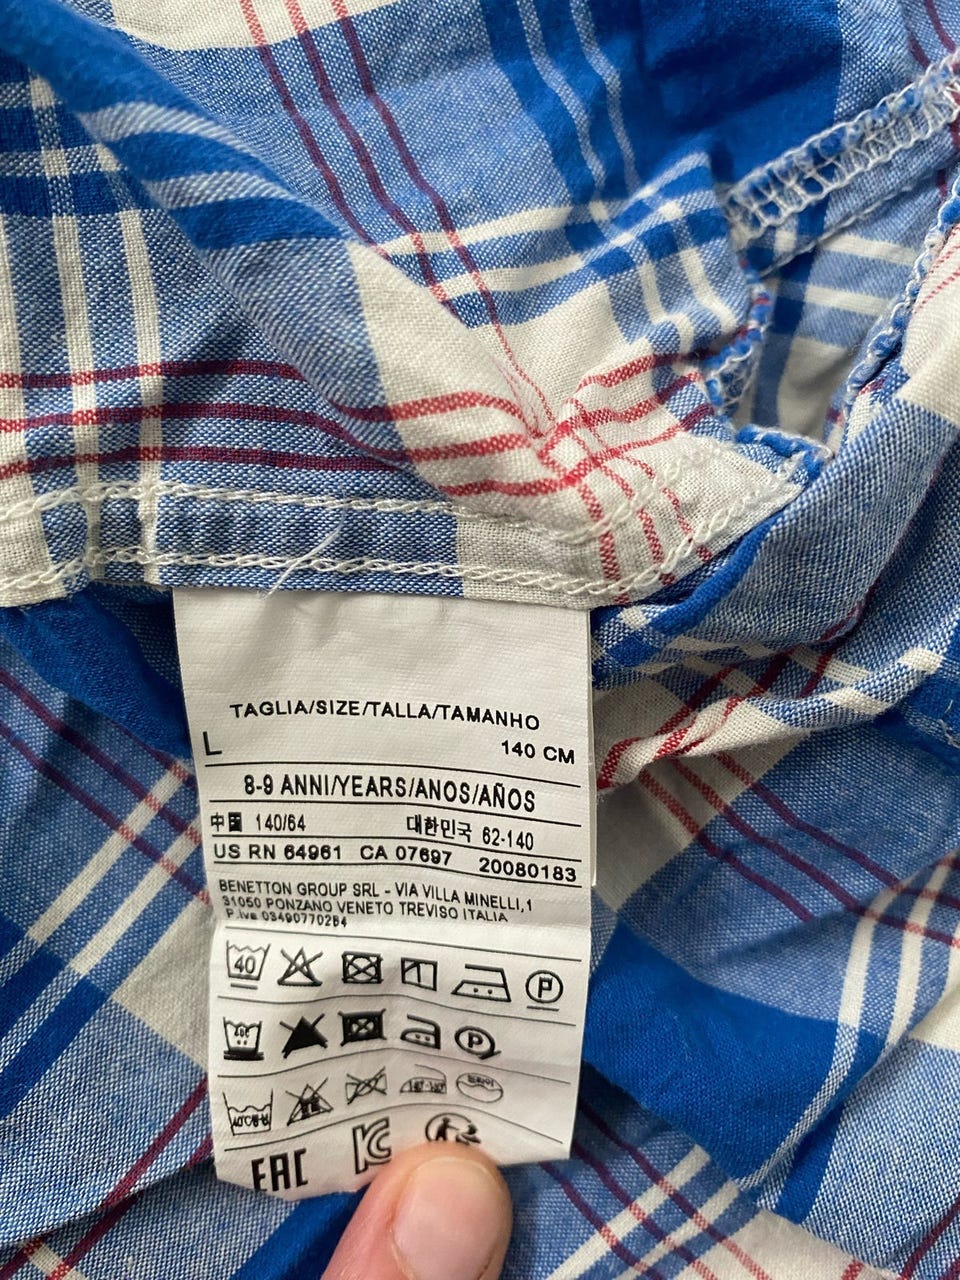 TAGLIA/SIZE/TALLA/TAMANHO
L 140 CM
8-9 ANNI/YEARS/ANOS/AÑOS
中国 140/64 대한민국 62-140
US RN 64961 CA 07697 20080183
BENETTON GROUP SRL - VIA VILLA MINELLI,1
31050 PONZANO VENETO TREVISO ITALIA
P.iva 03490770264
40 P
P
EAC KC